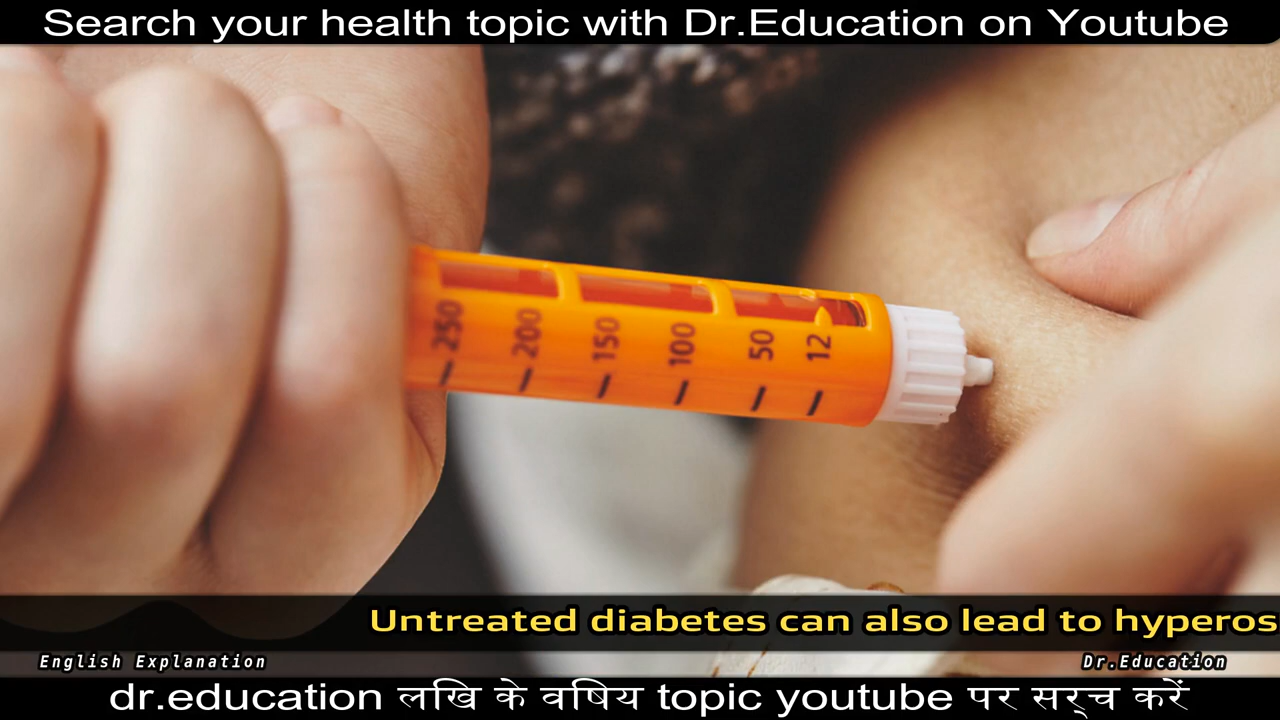 Search your health topic with Dr.Education on Youtube
250 200 150 100 50 12
Untreated diabetes can also lead to hyperos
English Explanation
Dr.Education
dr.education लखि के वषिय topic youtube पर सर्च करें